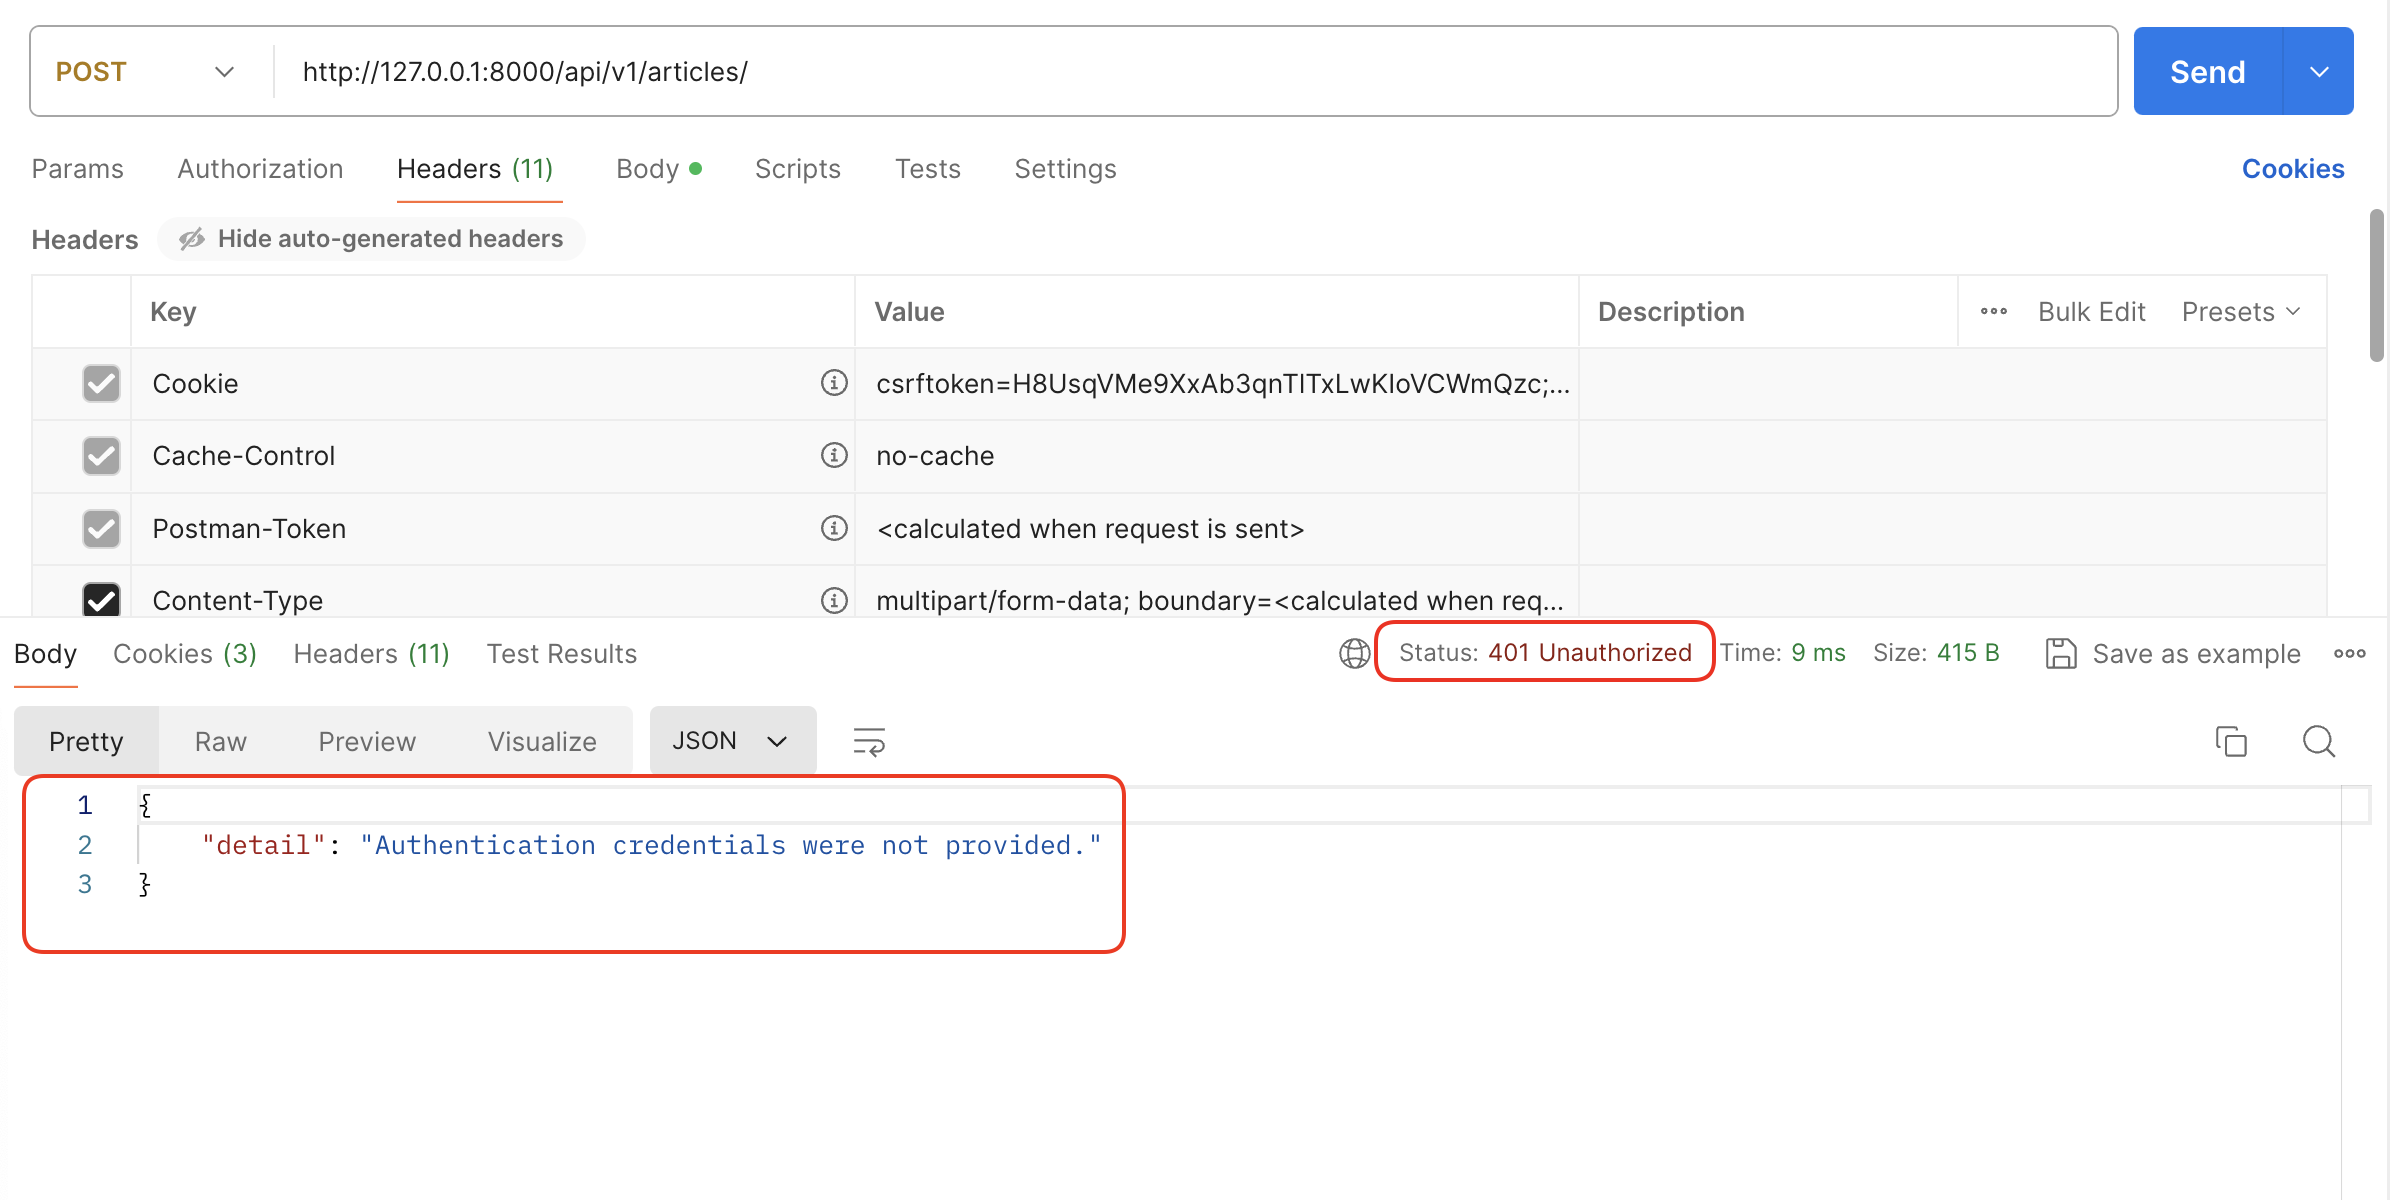 POST http://127.0.0.1:8000/api/v1/articles/ Send
Params Authorization Headers (11) Body Scripts Tests Settings Cookies
Headers Hide auto-generated headers
Key Value Description Bulk Edit Presets
Cookie csrftoken=H8UsqVMe9XxAb3qnTlTxLwKIoVCWmQzc;...
Cache-Control no-cache
Postman-Token <calculated when request is sent>
Content-Type multipart/form-data; boundary=<calculated when req...
Body Cookies (3) Headers (11) Test Results Status: 401 Unauthorized Time: 9 ms Size: 415 B Save as example
Pretty Raw Preview Visualize JSON
1 {
2 "detail": "Authentication credentials were not provided."
3 }